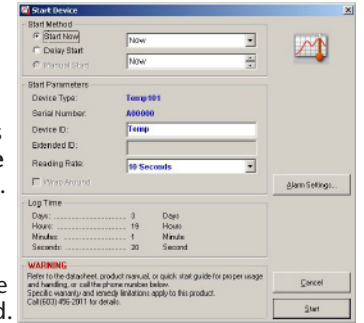 Start Device
Start Method
Start Now
Now
Delay Start
Manual Start
Now
Start Parameters
Device Type: Temp101
Serial Number: A00000
Device ID: Temp
Extended ID:
Reading Rate: 10 Seconds
Wrap Around
Alarm Settings...
Log Time
Days: 3 Days
Hours: 19 Hours
Minutes: 1 Minute
Seconds: 20 Second
WARNING
Refer to the datasheet, product manual, or quick start guide for proper usage
and handling, or call the phone number below.
Specific warranty and remedy limitations apply to this product.
Call (603) 456-2011 for details.
Cancel
Start
s
e
.
e
d.